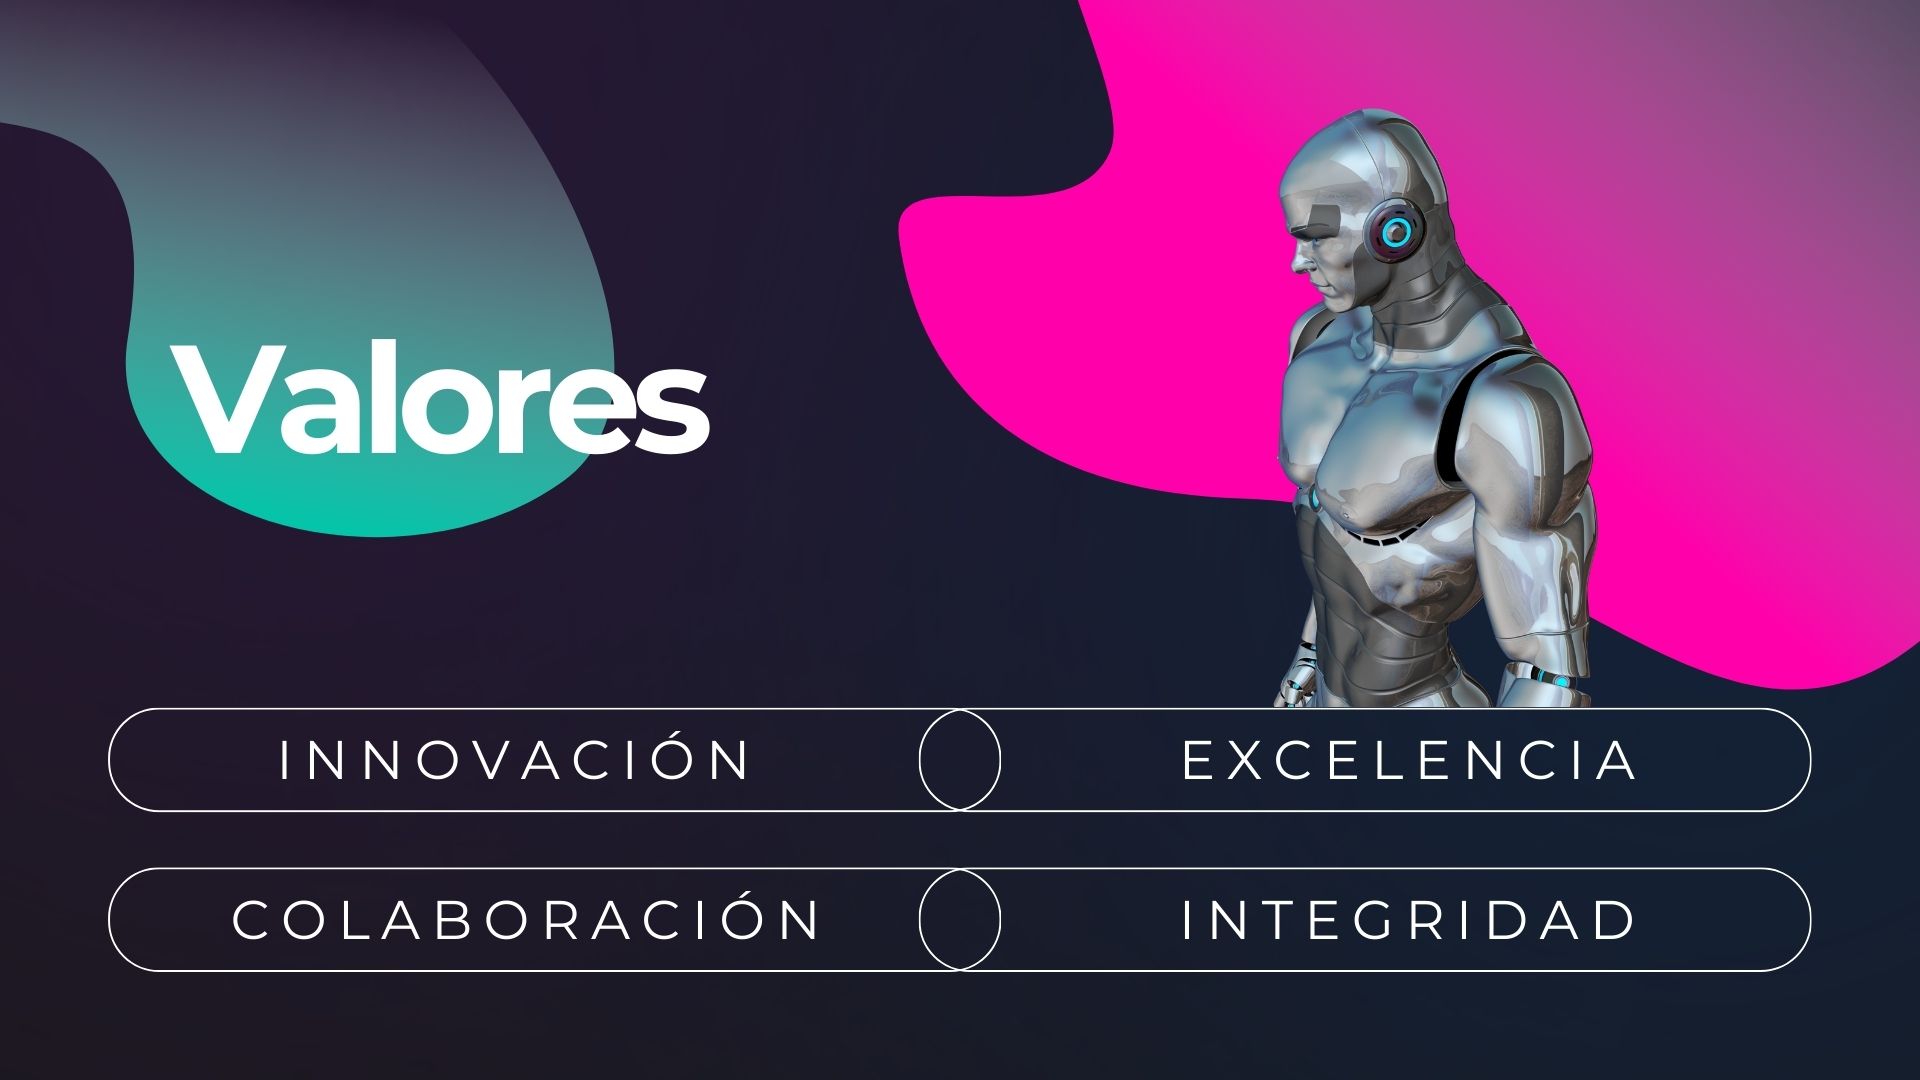 Valores
INNOVACIÓN
EXCELENCIA
COLABORACIÓN
INTEGRIDAD